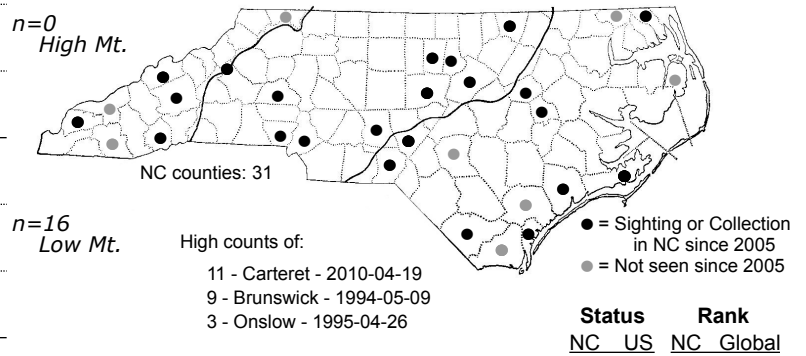 n=0
High Mt.
NC counties: 31
n=16
Low Mt.
High counts of:
11 - Carteret - 2010-04-19
9 - Brunswick - 1994-05-09
3 - Onslow - 1995-04-26
= Sighting or Collection
in NC since 2005
= Not seen since 2005
Status Rank
NC US NC Global